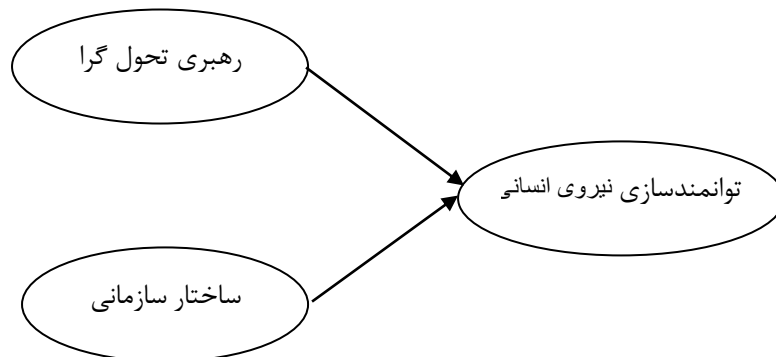 رهبری تحول گرا
توانمندسازی نیروی انسانی
ساختار سازمانی